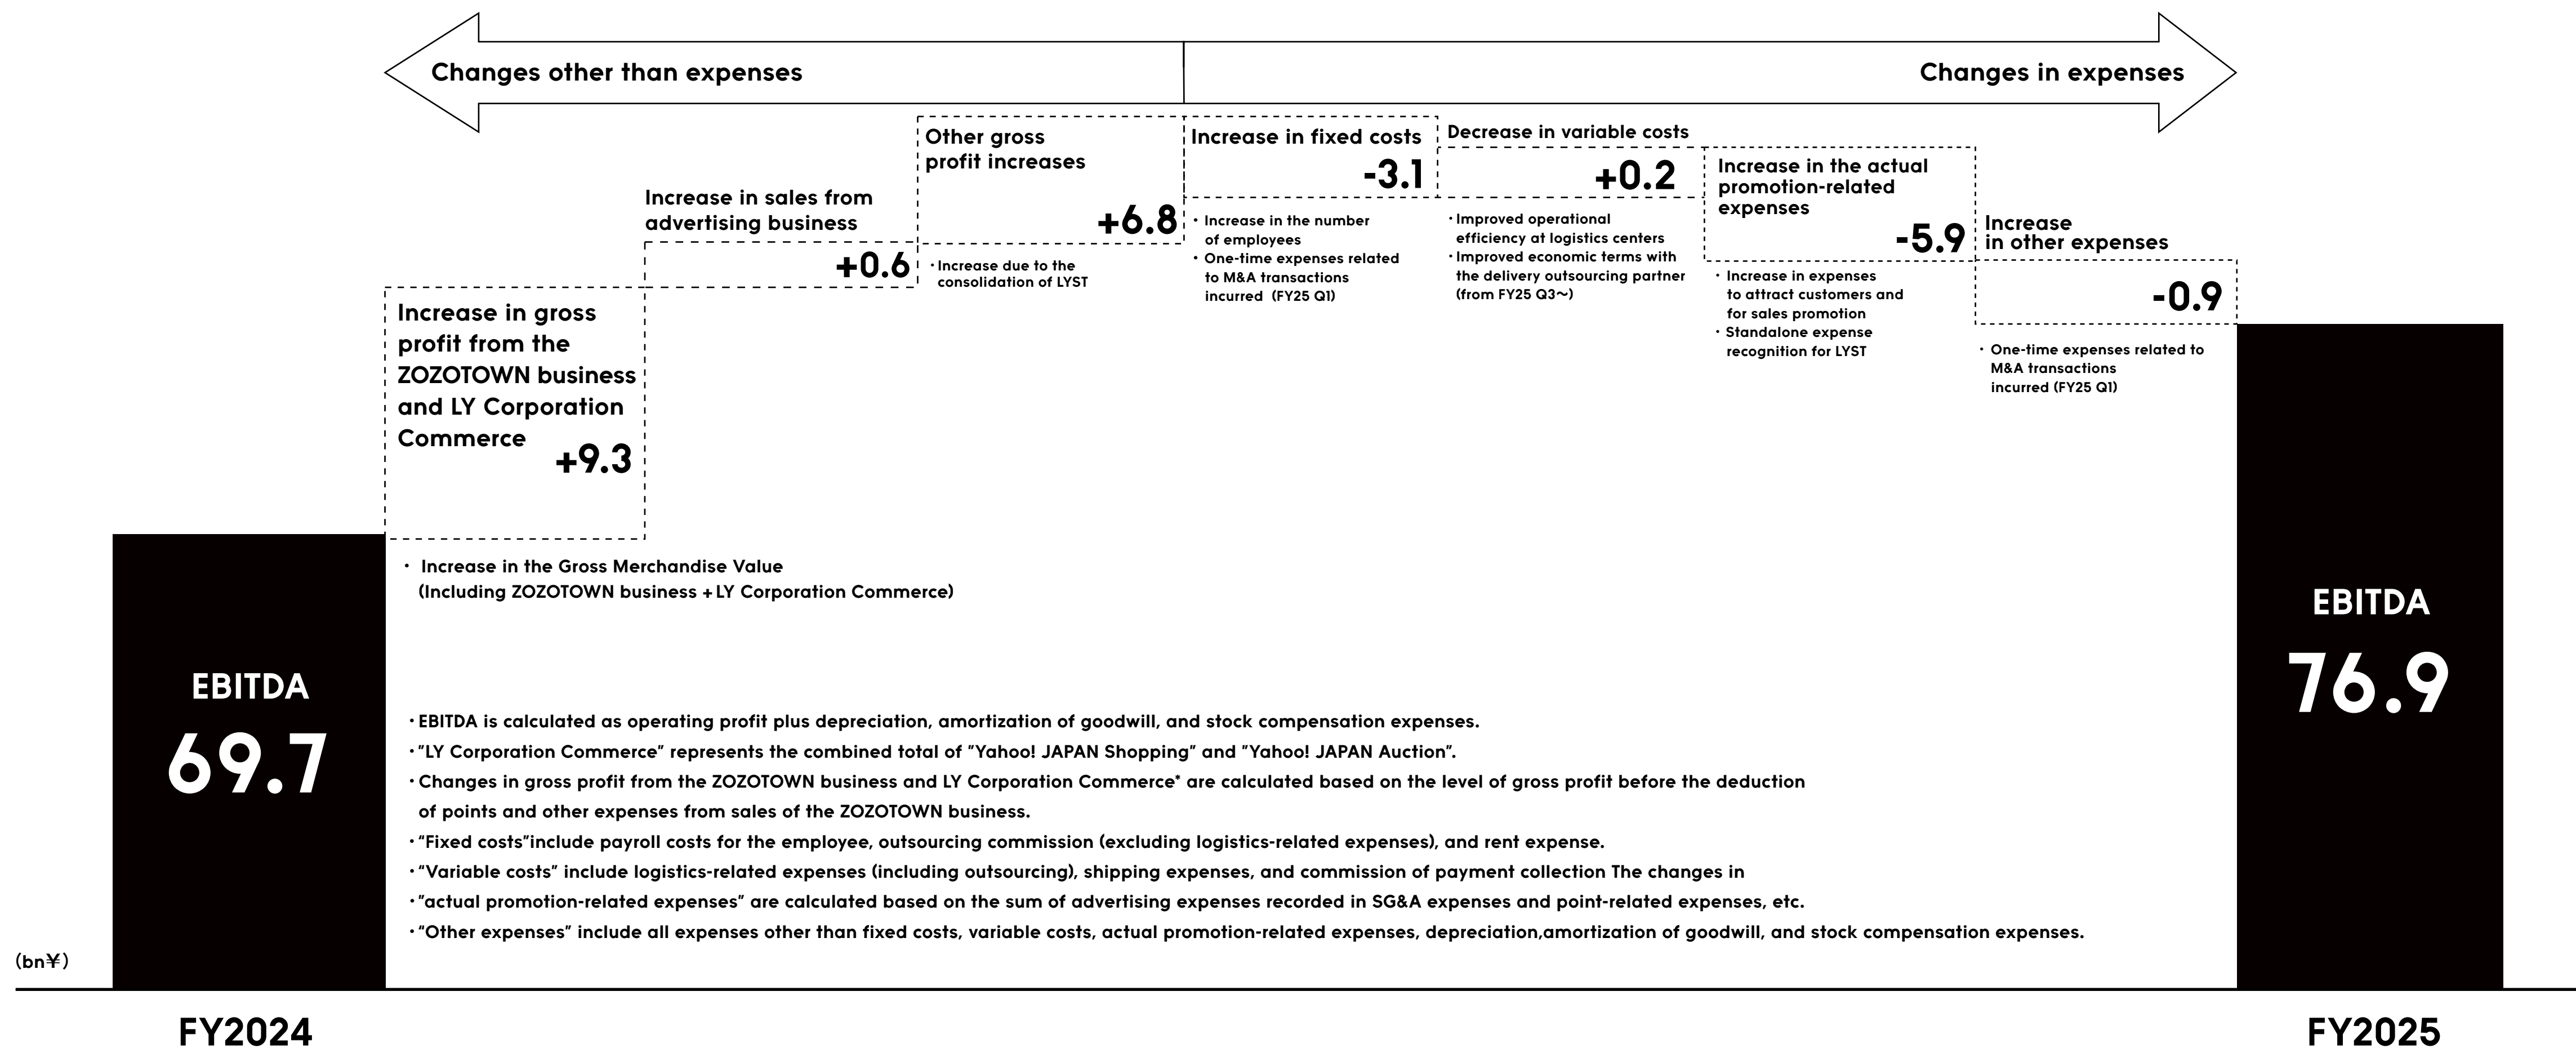 Changes other than expenses
Changes in expenses
Increase in gross
profit from the
ZOZOTOWN business
and LY Corporation
Commerce
+9.3
・ Increase in the Gross Merchandise Value
(Including ZOZOTOWN business +LY Corporation Commerce)
Increase in sales from
advertising business
+0.6
Other gross
profit increases
+6.8
・Increase due to the
consolidation of LYST
Increase in fixed costs
-3.1
・ Increase in the number
of employees
・ One-time expenses related
to M&A transactions
incurred (FY25 Q1)
Decrease in variable costs
+0.2
・Improved operational
efficiency at logistics centers
・Improved economic terms with
the delivery outsourcing partner
(from FY25 Q3〜)
Increase in the actual
promotion-related
expenses
-5.9
・ Increase in expenses
to attract customers and
for sales promotion
・ Standalone expense
recognition for LYST
Increase
in other expenses
-0.9
・ One-time expenses related to
M&A transactions
incurred (FY25 Q1)
EBITDA
69.7
EBITDA
76.9
・EBITDA is calculated as operating profit plus depreciation, amortization of goodwill, and stock compensation expenses.
・"LY Corporation Commerce" represents the combined total of "Yahoo! JAPAN Shopping" and "Yahoo! JAPAN Auction".
・Changes in gross profit from the ZOZOTOWN business and LY Corporation Commerce* are calculated based on the level of gross profit before the deduction
of points and other expenses from sales of the ZOZOTOWN business.
・"Fixed costs"include payroll costs for the employee, outsourcing commission (excluding logistics-related expenses), and rent expense.
・"Variable costs" include logistics-related expenses (including outsourcing), shipping expenses, and commission of payment collection The changes in
・"actual promotion-related expenses" are calculated based on the sum of advertising expenses recorded in SG&A expenses and point-related expenses, etc.
・"Other expenses" include all expenses other than fixed costs, variable costs, actual promotion-related expenses, depreciation,amortization of goodwill, and stock compensation expenses.
(bn¥)
FY2024
FY2025